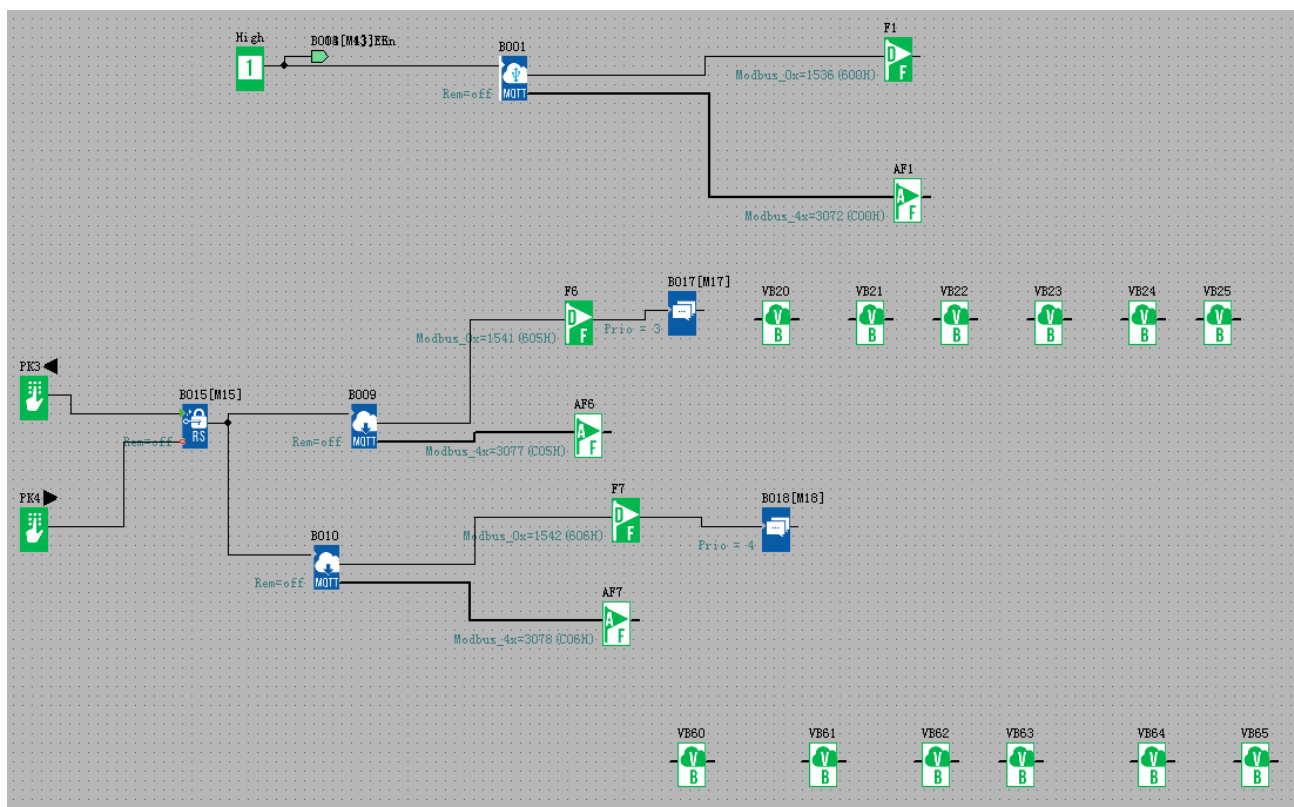 High
1
B001
MQTT
Rem=off
F1
D
F
Modbus_0x=1536 (600H)
AF1
A
F
Modbus_4x=3072 (C00H)
F6
D
F
Modbus_0x=1541 (605H)
B017[M17]
Prio = 3
VB20
V
B
VB21
V
B
VB22
V
B
VB23
V
B
VB24
V
B
VB25
V
B
PK3
B015[M15]
RS
Rem=off
B009
MQTT
Rem=off
AF6
A
F
Modbus_4x=3077 (C05H)
PK4
B010
MQTT
Rem=off
F7
D
F
Modbus_0x=1542 (606H)
B018[M18]
Prio = 4
AF7
A
F
Modbus_4x=3078 (C06H)
VB60
V
B
VB61
V
B
VB62
V
B
VB63
V
B
VB64
V
B
VB65
V
B